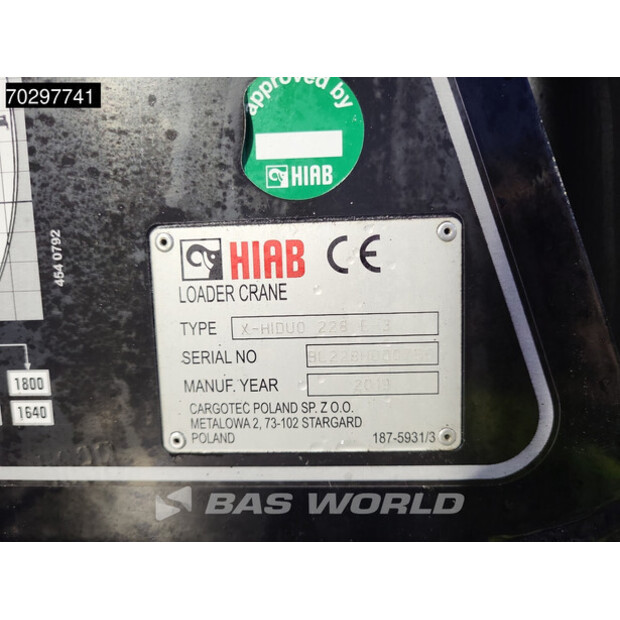 70297741
approved by
HIAB
454 0792
1800
1640
HIAB CE
LOADER CRANE
TYPE X-HIDUO 228 E-3
SERIAL NO
MANUF. YEAR 2019
CARGOTEC POLAND SP. Z O.O.
METALOWA 2, 73-102 STARGARD
POLAND 187-5931/3
BAS WORLD